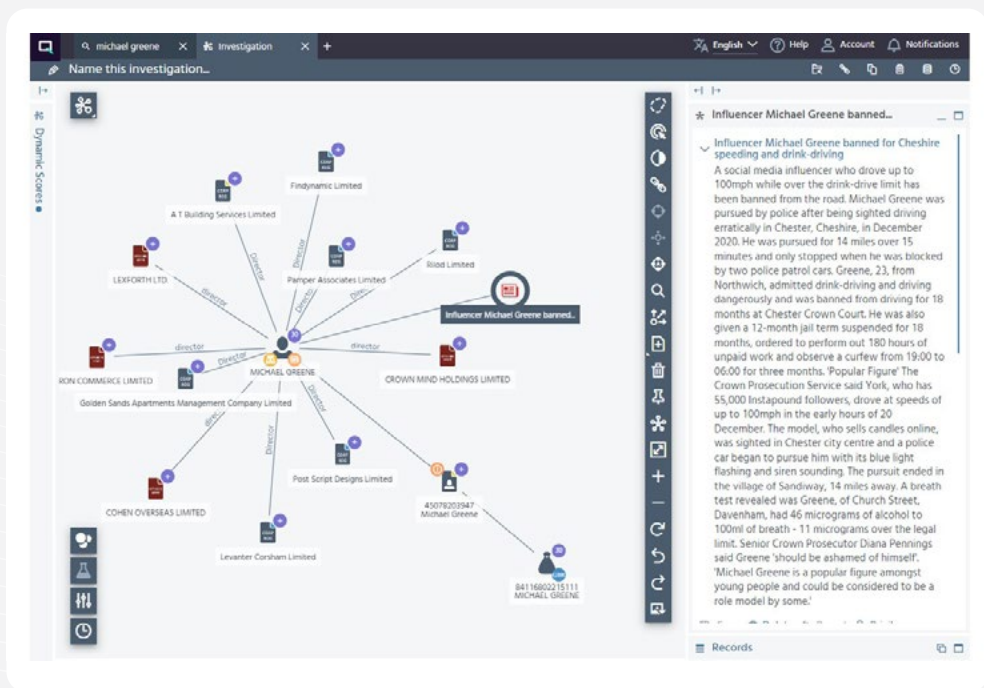 michael greene
Investigation
English
Help
Account
Notifications
Name this investigation...
Dynamic Scores
Influencer Michael Greene banned...
Findynamic Limited
A T Building Services Limited
Director
Director
LEXFORTH LTD.
director
Pamper Associates Limited
Director
Riiad Limited
Influencer Michael Greene banned...
30
RON COMMERCE LIMITED
director
Director
MICHAEL GREENE
director
CROWN MIND HOLDINGS LIMITED
Golden Sands Apartments Management Company Limited
Director
Director
Post Script Designs Limited
COHEN OVERSEAS LIMITED
45078203947
Michael Greene
Levanter Corsham Limited
30
84116802215111
MICHAEL GREENE
Influencer Michael Greene banned for Cheshire
speeding and drink-driving
A social media influencer who drove up to
100mph while over the drink-drive limit has
been banned from the road. Michael Greene was
pursued by police after being sighted driving
erratically in Chester, Cheshire, in December
2020. He was pursued for 14 miles over 15
minutes and only stopped when he was blocked
by two police patrol cars. Greene, 23, from
Northwich, admitted drink-driving and driving
dangerously and was banned from driving for 18
months at Chester Crown Court. He was also
given a 12-month jail term suspended for 18
months, ordered to perform out 180 hours of
unpaid work and observe a curfew from 19:00 to
06:00 for three months. 'Popular Figure' The
Crown Prosecution Service said York, who has
55,000 Instapound followers, drove at speeds of
up to 100mph in the early hours of 20
December. The model, who sells candles online,
was sighted in Chester city centre and a police
car began to pursue him with its blue light
flashing and siren sounding. The pursuit ended in
the village of Sandiway, 14 miles away. A breath
test revealed was Greene, of Church Street,
Davenham, had 46 micrograms of alcohol to
100ml of breath - 11 micrograms over the legal
limit. Senior Crown Prosecutor Diana Pennings
said Greene 'should be ashamed of himself'.
'Michael Greene is a popular figure amongst
young people and could be considered to be a
role model by some.'
Records